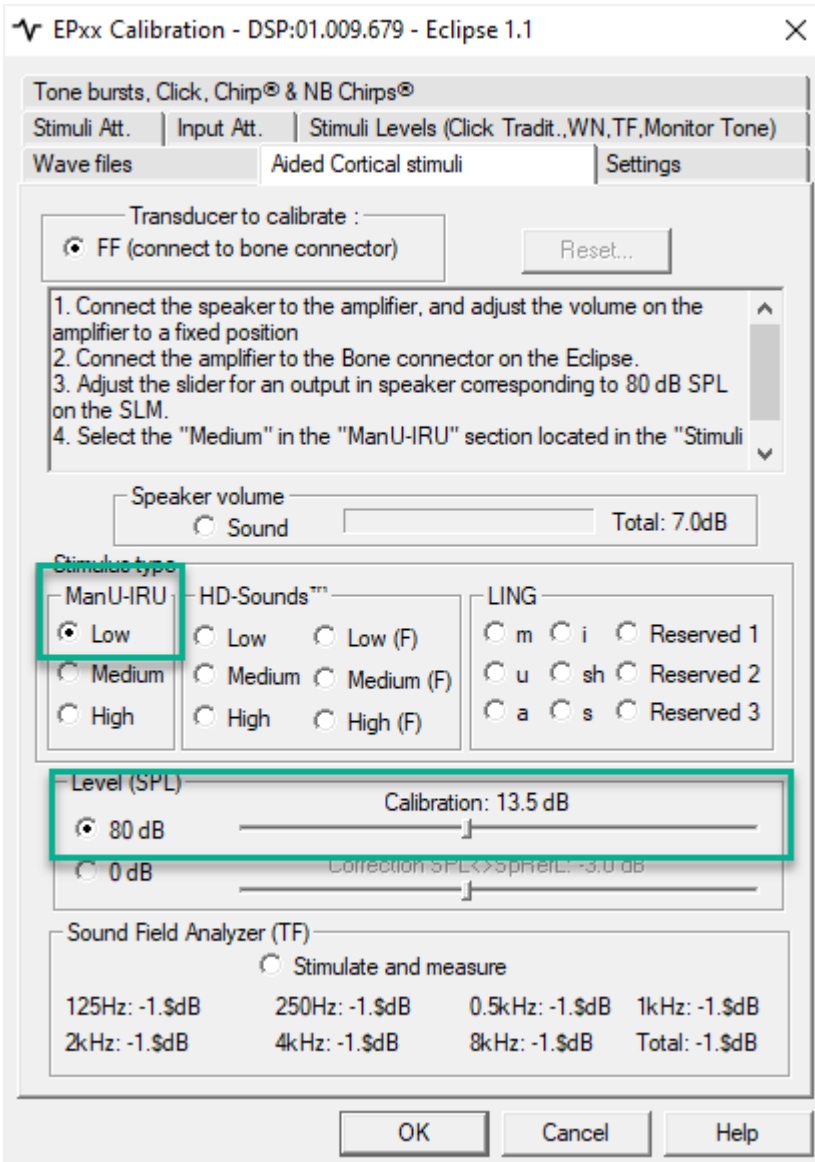 EPxx Calibration - DSP:01.009.679 - Eclipse 1.1
Tone bursts, Click, Chirp® & NB Chirps®
Stimuli Att. Input Att. Stimuli Levels (Click Tradit.,WN,TF,Monitor Tone)
Wave files Aided Cortical stimuli Settings
Transducer to calibrate :
FF (connect to bone connector) Reset...
1. Connect the speaker to the amplifier, and adjust the volume on the
amplifier to a fixed position
2. Connect the amplifier to the Bone connector on the Eclipse.
3. Adjust the slider for an output in speaker corresponding to 80 dB SPL
on the SLM.
4. Select the "Medium" in the "ManU-IRU" section located in the "Stimuli
Speaker volume
Sound Total: 7.0dB
Stimulus type
ManU-IRU HD-Sounds™ LING
Low Low Low (F) m i Reserved 1
Medium Medium Medium (F) u sh Reserved 2
High High High (F) a s Reserved 3
Level (SPL)
Calibration: 13.5 dB
80 dB
0 dB Correction SPL<>SpRefL: -3.0 dB
Sound Field Analyzer (TF)
Stimulate and measure
125Hz: -1.$dB 250Hz: -1.$dB 0.5kHz: -1.$dB 1kHz: -1.$dB
2kHz: -1.$dB 4kHz: -1.$dB 8kHz: -1.$dB Total: -1.$dB
OK Cancel Help